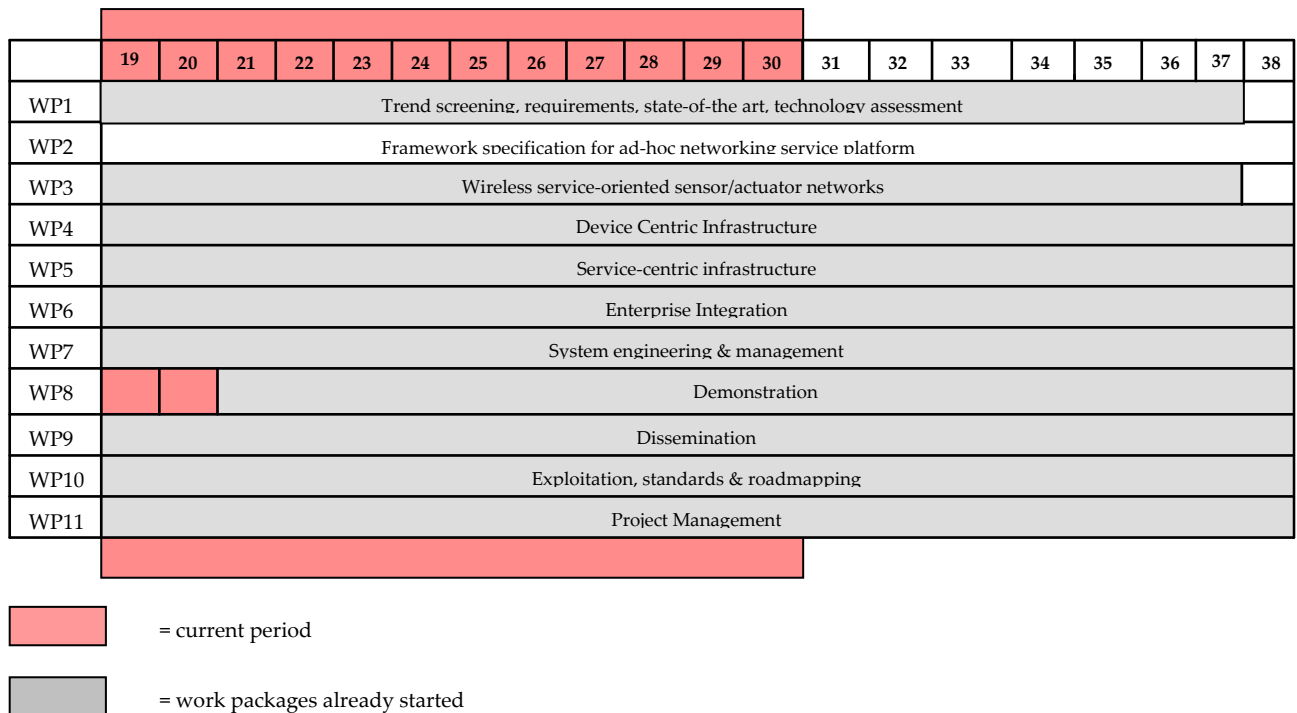 19 20 21 22 23 24 25 26 27 28 29 30 31 32 33 34 35 36 37 38
WP1 Trend screening, requirements, state-of-the art, technology assessment
WP2 Framework specification for ad-hoc networking service platform
WP3 Wireless service-oriented sensor/actuator networks
WP4 Device Centric Infrastructure
WP5 Service-centric infrastructure
WP6 Enterprise Integration
WP7 System engineering & management
WP8 Demonstration
WP9 Dissemination
WP10 Exploitation, standards & roadmapping
WP11 Project Management
= current period
= work packages already started